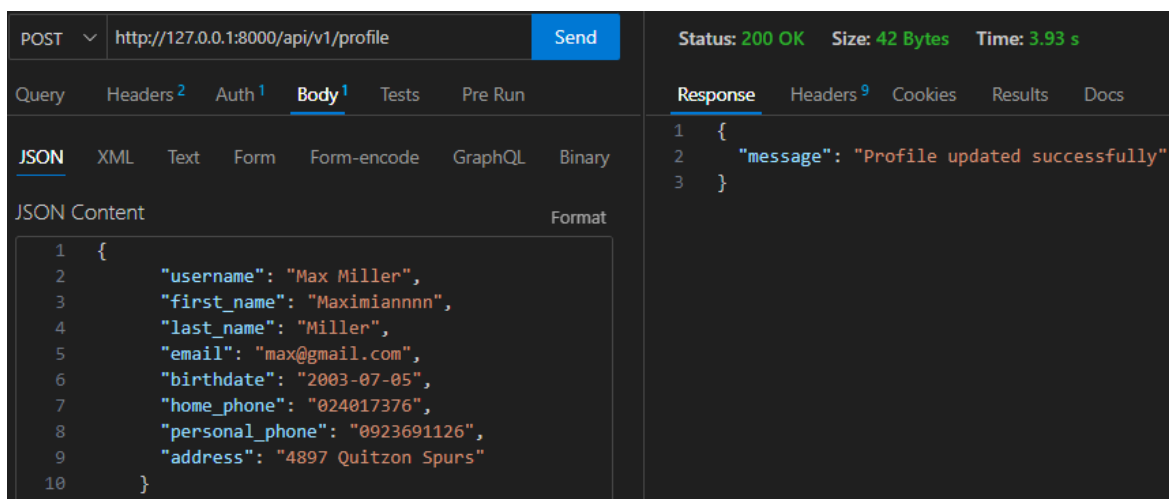 POST http://127.0.0.1:8000/api/v1/profile Send
Query Headers 2 Auth 1 Body 1 Tests Pre Run
JSON XML Text Form Form-encode GraphQL Binary
JSON Content Format
1 {
2 "username": "Max Miller",
3 "first_name": "Maximiannnn",
4 "last_name": "Miller",
5 "email": "max@gmail.com",
6 "birthdate": "2003-07-05",
7 "home_phone": "024017376",
8 "personal_phone": "0923691126",
9 "address": "4897 Quitzon Spurs"
10 }
Status: 200 OK Size: 42 Bytes Time: 3.93 s
Response Headers 9 Cookies Results Docs
1 {
2 "message": "Profile updated successfully"
3 }